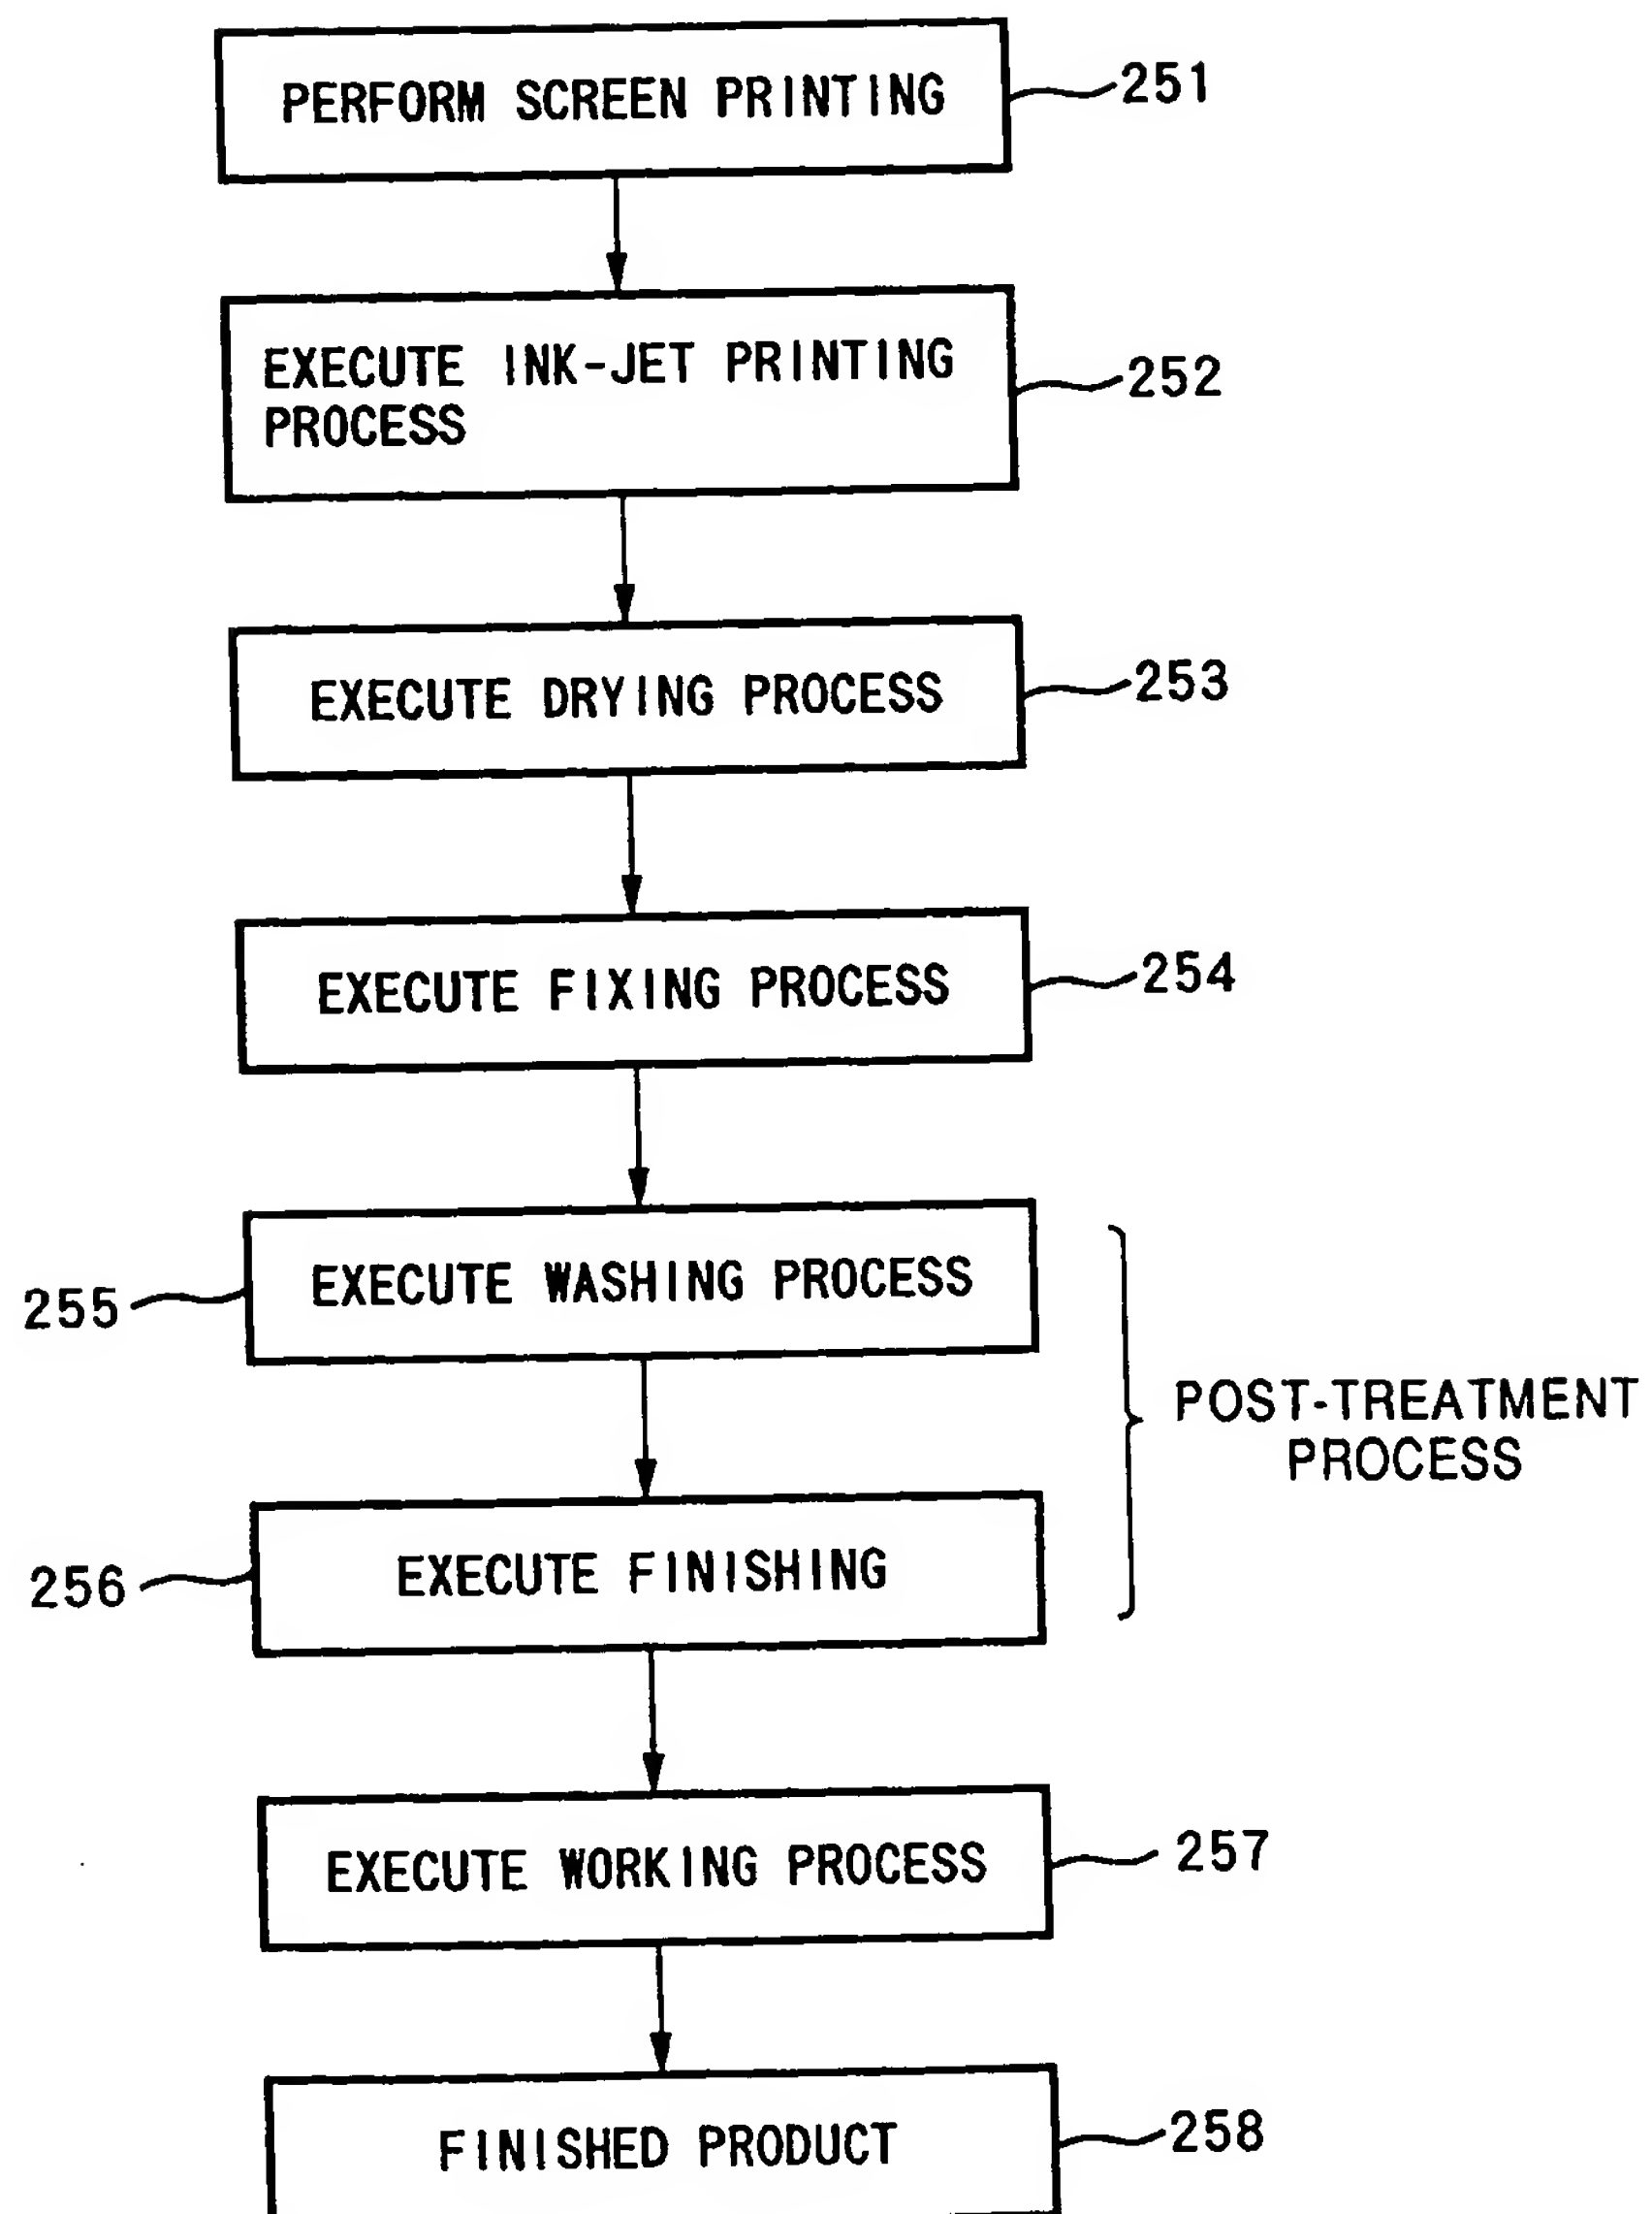 PERFORM SCREEN PRINTING
251
EXECUTE INK-JET PRINTING
PROCESS
252
EXECUTE DRYING PROCESS
253
EXECUTE FIXING PROCESS
254
EXECUTE WASHING PROCESS
255
POST-TREATMENT
PROCESS
EXECUTE FINISHING
256
EXECUTE WORKING PROCESS
257
FINISHED PRODUCT
258